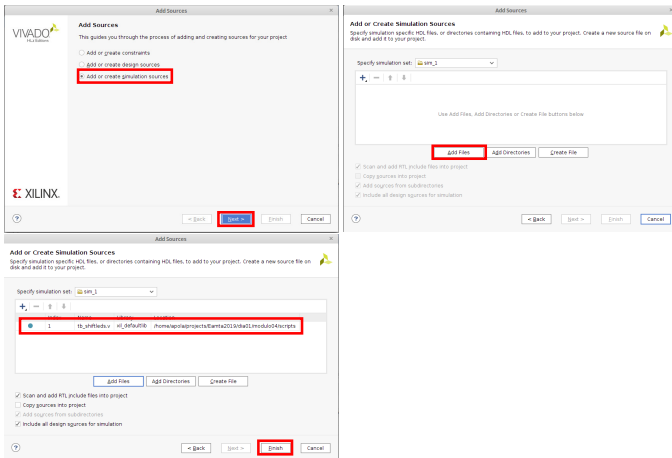 Add Sources
VIVADO
HLx Editions
Add Sources
This guides you through the process of adding and creating sources for your project
Add or create constraints
Add or create design sources
Add or create simulation sources
XILINX
?
< Back
Next >
Finish
Cancel
Add Sources
Add or Create Simulation Sources
Specify simulation specific HDL files, or directories containing HDL files, to add to your project. Create a new source file on
disk and add it to your project.
Specify simulation set: sim_1
Use Add Files, Add Directories or Create File buttons below
Add Files
Add Directories
Create File
Scan and add RTL include files into project
Copy sources into project
Add sources from subdirectories
Include all design sources for simulation
?
< Back
Next >
Finish
Cancel
Add Sources
Add or Create Simulation Sources
Specify simulation specific HDL files, or directories containing HDL files, to add to your project. Create a new source file on
disk and add it to your project.
Specify simulation set: sim_1
Index Name Library Location
1 tb_shiftleds.v xil_defaultlib /home/apola/projects/Eamta2019/dia01/modulo04/scripts
Add Files
Add Directories
Create File
Scan and add RTL include files into project
Copy sources into project
Add sources from subdirectories
Include all design sources for simulation
?
< Back
Next >
Finish
Cancel